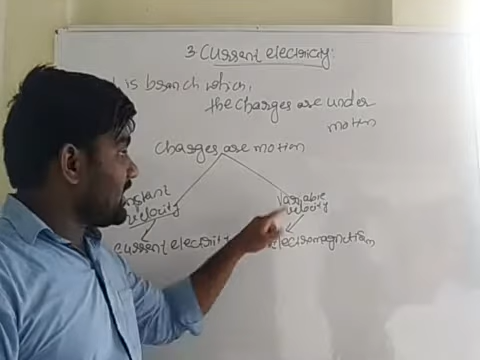 3 Current electricity:
is branch which,
the charges are under
motion
Charges are motion
velocity
Variable
velocity
current electricity
electromagnetism